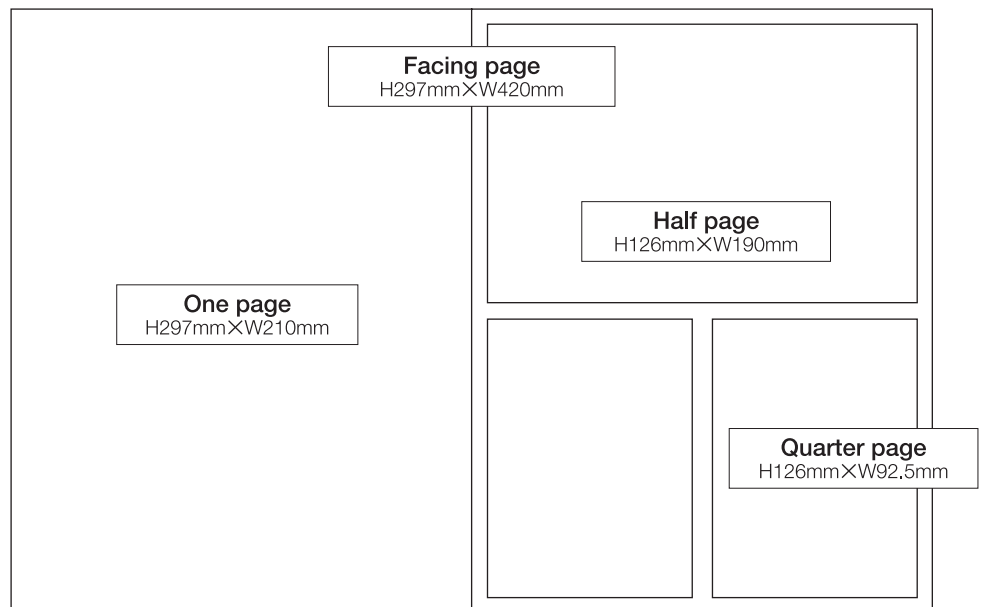 Facing page
H297mm×W420mm
Half page
H126mm×W190mm
One page
H297mm×W210mm
Quarter page
H126mm×W92.5mm